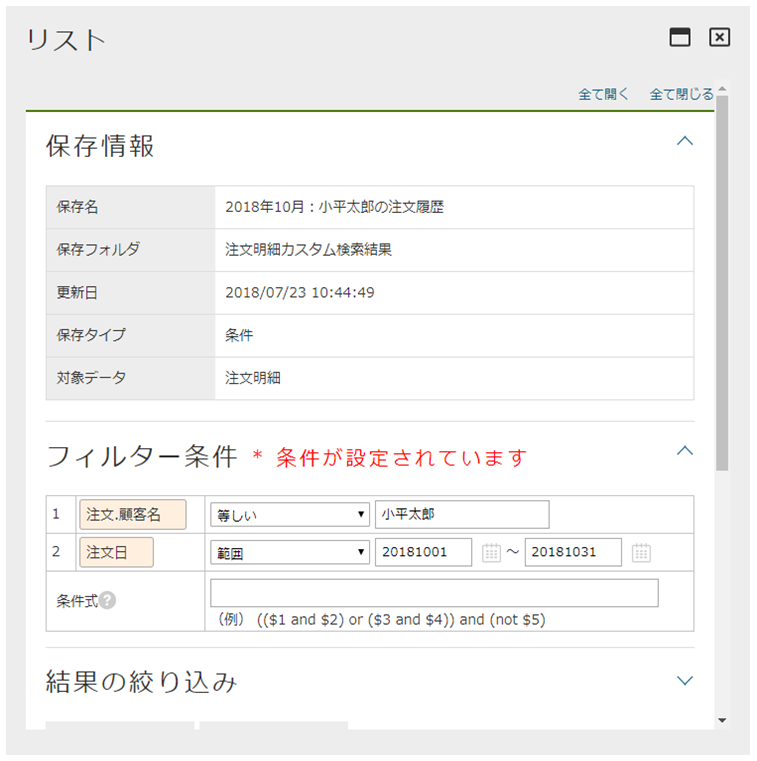 リスト
全て開く 全て閉じる
保存情報
保存名 2018年10月：小平太郎の注文履歴
保存フォルダ 注文明細カスタム検索結果
更新日 2018/07/23 10:44:49
保存タイプ 条件
対象データ 注文明細
フィルター条件 * 条件が設定されています
1 注文.顧客名 等しい 小平太郎
2 注文日 範囲 20181001 ～ 20181031
条件式 ?
（例） (($1 and $2) or ($3 and $4)) and (not $5)
結果の絞り込み